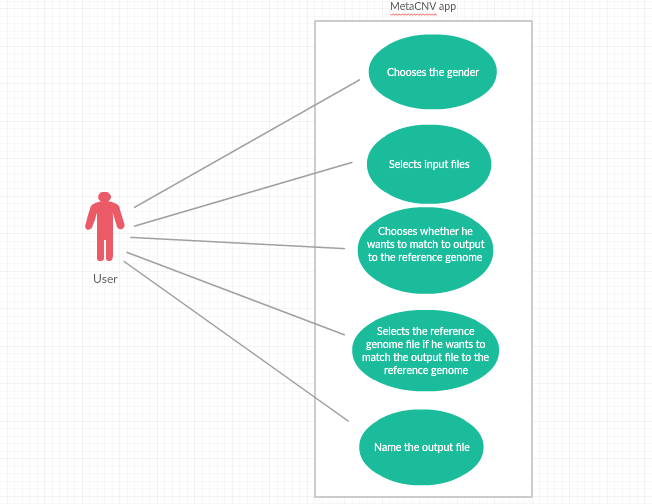 MetaCNV app
Chooses the gender
Selects input files
Chooses whether he
wants to match to output
to the reference genome
User
Selects the reference
genome file if he wants to
match the output file to the
reference genome
Name the output file